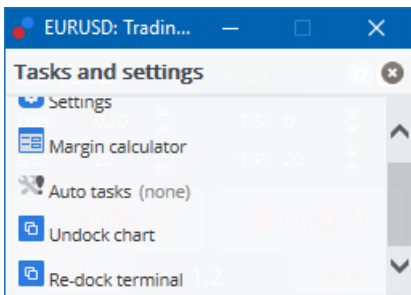 EURUSD: Tradin...
Tasks and settings
Settings
Margin calculator
Auto tasks (none)
Undock chart
Re-dock terminal